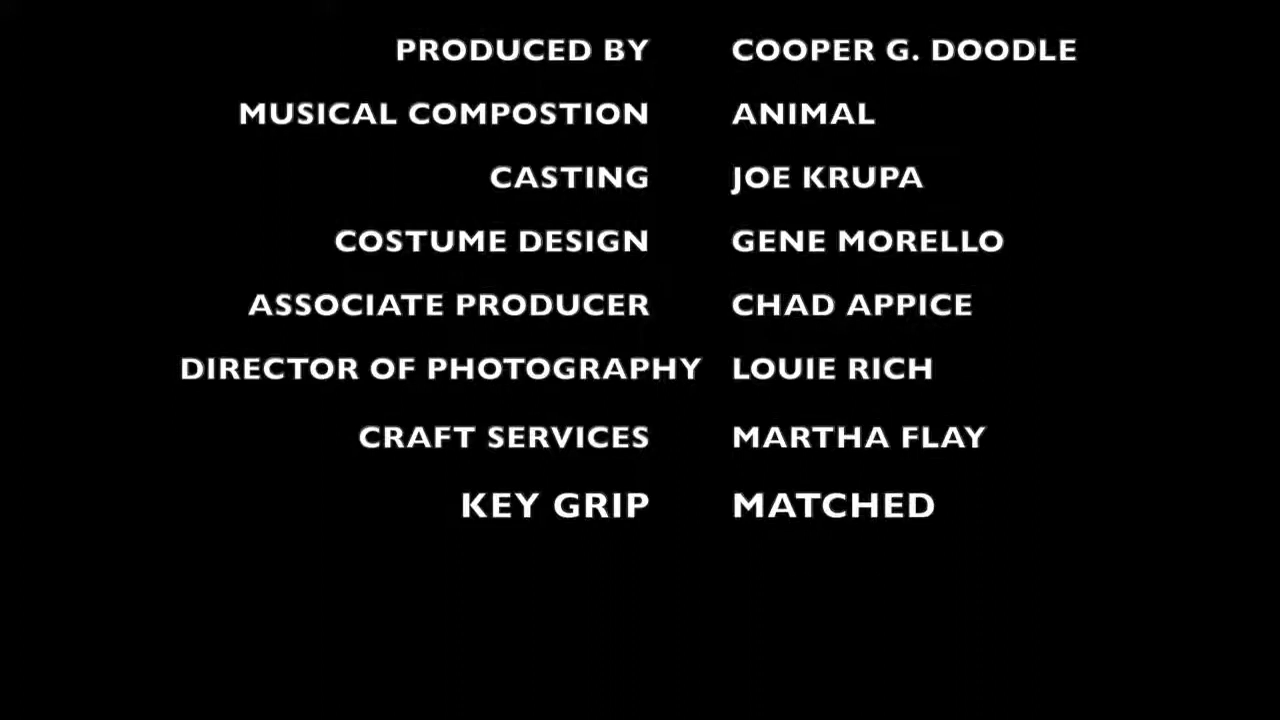 PRODUCED BY COOPER G. DOODLE
MUSICAL COMPOSTION ANIMAL
CASTING JOE KRUPA
COSTUME DESIGN GENE MORELLO
ASSOCIATE PRODUCER CHAD APPICE
DIRECTOR OF PHOTOGRAPHY LOUIE RICH
CRAFT SERVICES MARTHA FLAY
KEY GRIP MATCHED